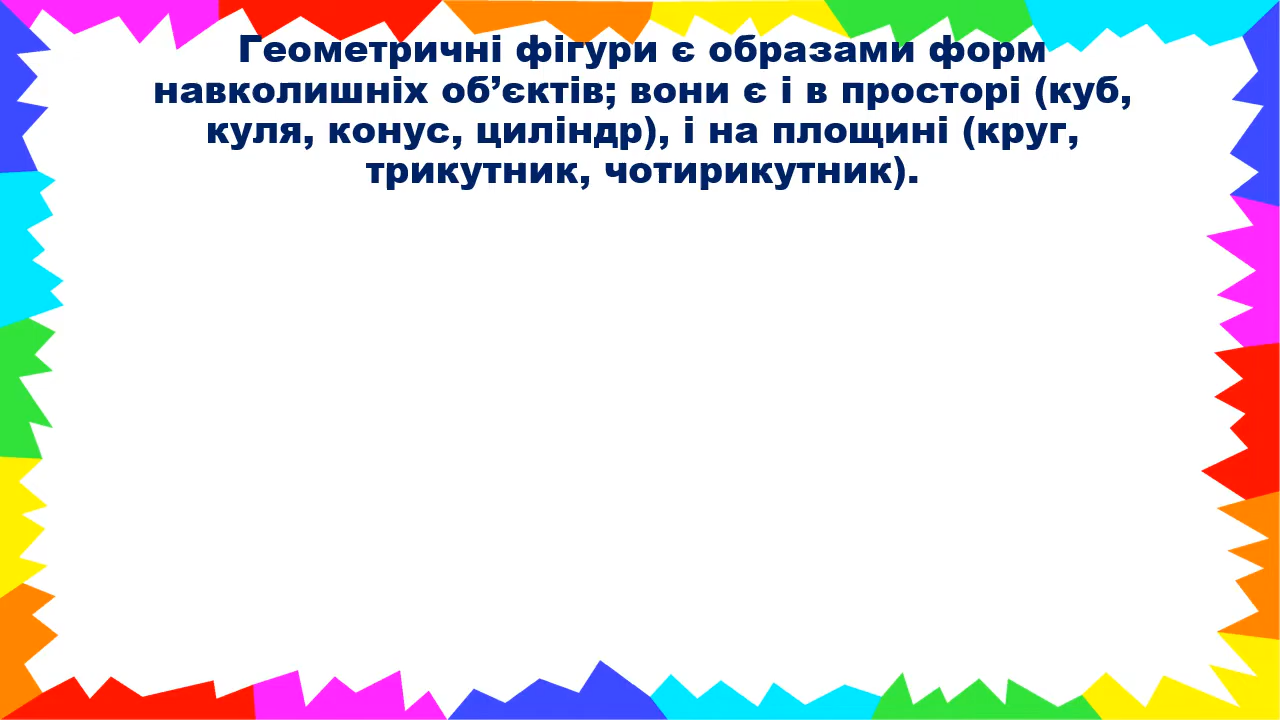 Геометричні фігури є образами форм
навколишніх об’єктів; вони є і в просторі (куб,
куля, конус, циліндр), і на площині (круг,
трикутник, чотирикутник).